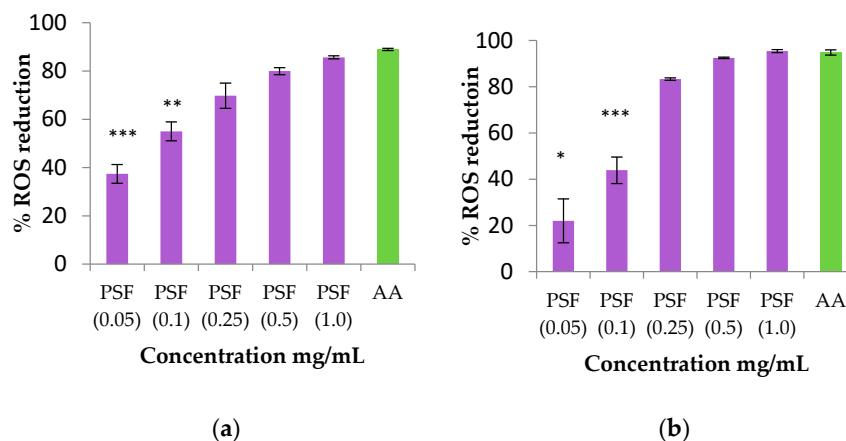 100
80
60
40
20
0
% ROS reduction
***
**
PSF PSF PSF PSF PSF AA
(0.05) (0.1) (0.25) (0.5) (1.0)
Concentration mg/mL
(a)
100
80
60
40
20
0
% ROS reductoin
*
***
PSF PSF PSF PSF PSF AA
(0.05) (0.1) (0.25) (0.5) (1.0)
Concentration mg/mL
(b)